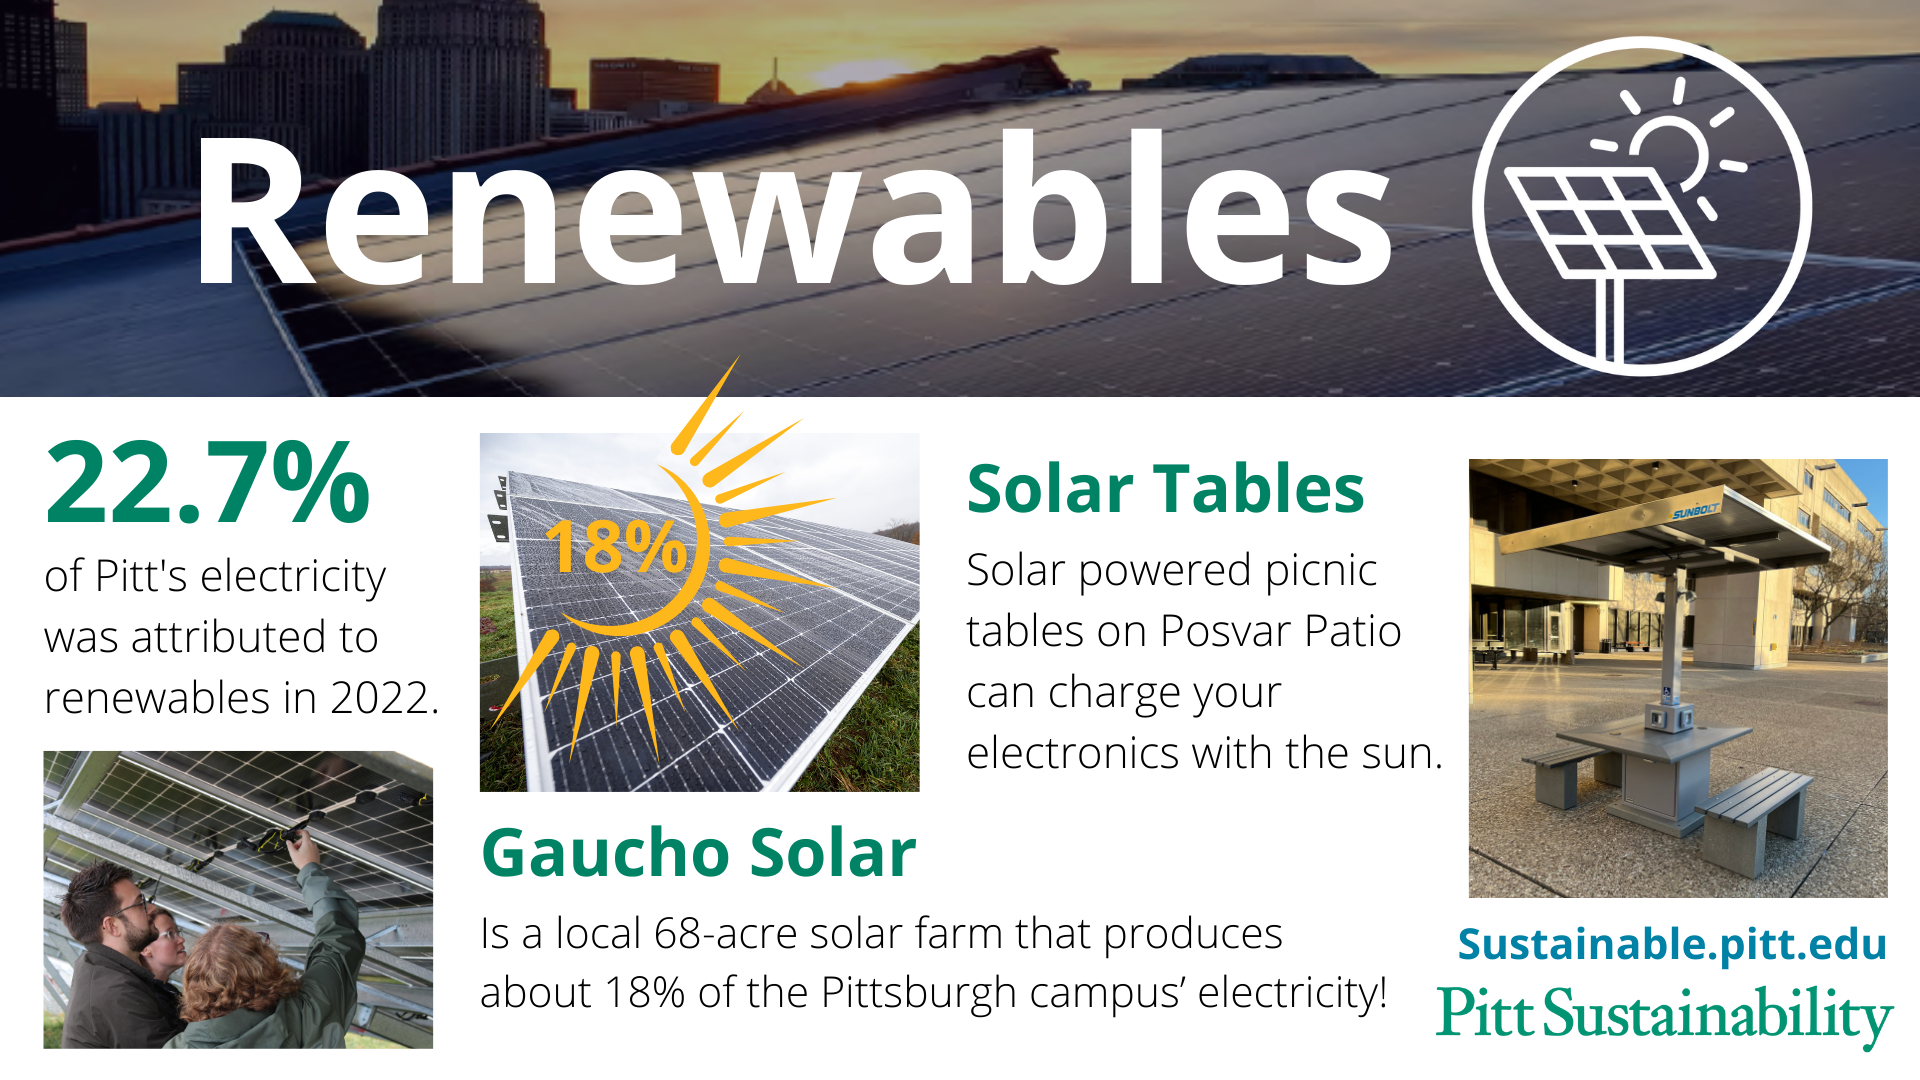 Renewables
22.7%
of Pitt's electricity
was attributed to
renewables in 2022.
18%
Gaucho Solar
Is a local 68-acre solar farm that produces
about 18% of the Pittsburgh campus’ electricity!
Solar Tables
Solar powered picnic
tables on Posvar Patio
can charge your
electronics with the sun.
SUNBOLT
Sustainable.pitt.edu
Pitt Sustainability